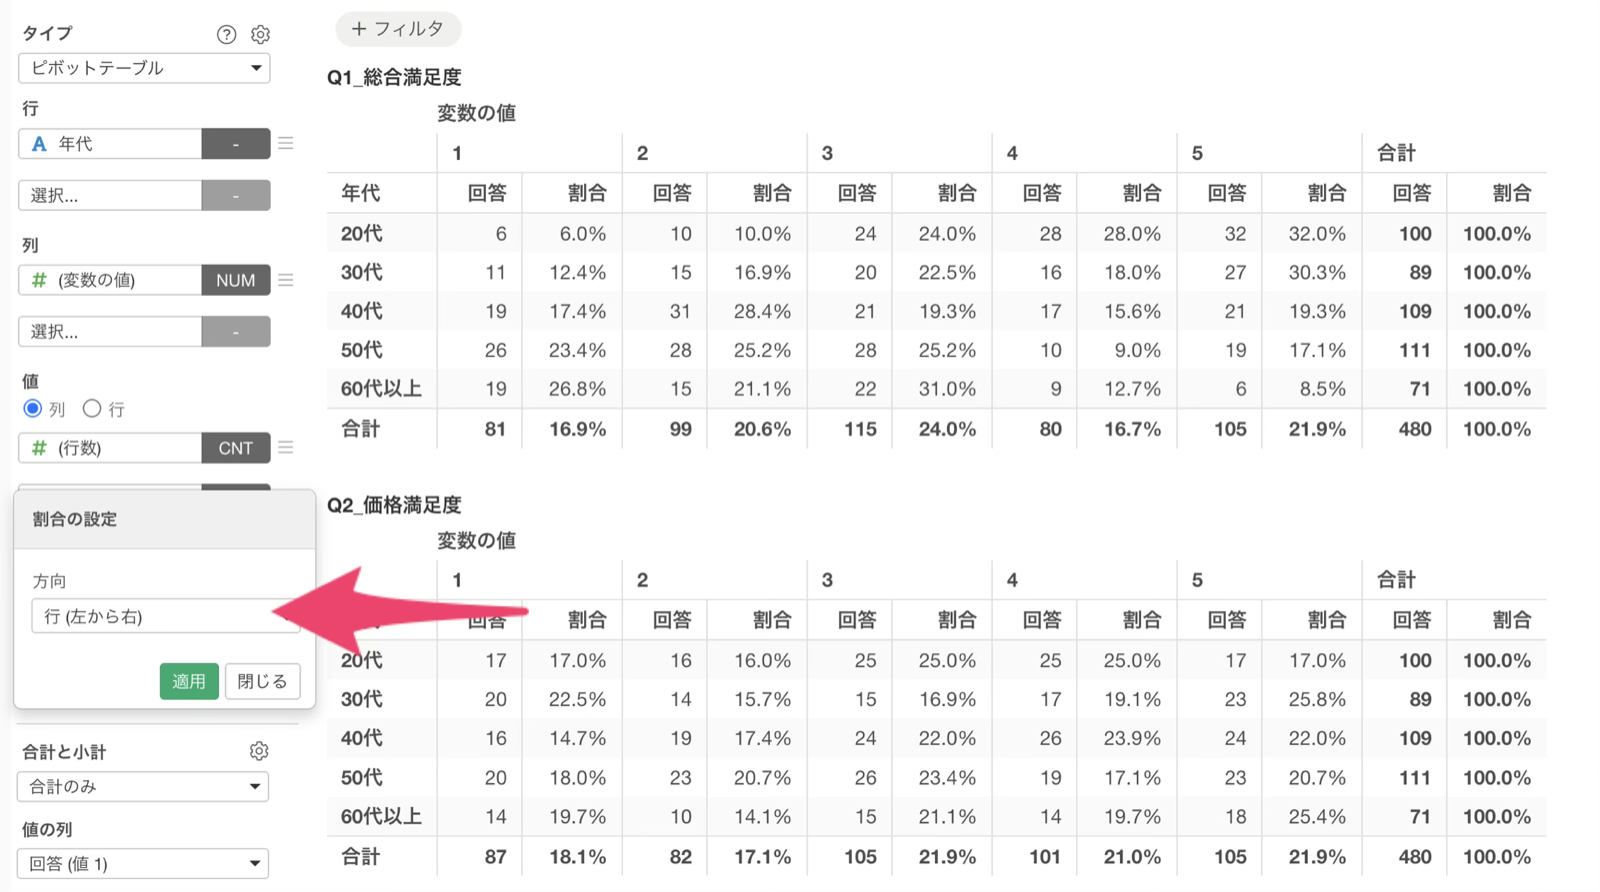 タイプ
ピボットテーブル
行
A 年代 -
選択... -
列
# (変数の値) NUM
選択... -
値
列 行
# (行数) CNT
割合の設定
方向
行 (左から右)
適用 閉じる
合計と小計
合計のみ
値の列
回答 (値 1)
+ フィルタ
Q1_総合満足度
変数の値
1 2 3 4 5 合計
年代 回答 割合 回答 割合 回答 割合 回答 割合 回答 割合 回答 割合
20代 6 6.0% 10 10.0% 24 24.0% 28 28.0% 32 32.0% 100 100.0%
30代 11 12.4% 15 16.9% 20 22.5% 16 18.0% 27 30.3% 89 100.0%
40代 19 17.4% 31 28.4% 21 19.3% 17 15.6% 21 19.3% 109 100.0%
50代 26 23.4% 28 25.2% 28 25.2% 10 9.0% 19 17.1% 111 100.0%
60代以上 19 26.8% 15 21.1% 22 31.0% 9 12.7% 6 8.5% 71 100.0%
合計 81 16.9% 99 20.6% 115 24.0% 80 16.7% 105 21.9% 480 100.0%
Q2_価格満足度
変数の値
1 2 3 4 5 合計
回答 割合 回答 割合 回答 割合 回答 割合 回答 割合 回答 割合
20代 17 17.0% 16 16.0% 25 25.0% 25 25.0% 17 17.0% 100 100.0%
30代 20 22.5% 14 15.7% 15 16.9% 17 19.1% 23 25.8% 89 100.0%
40代 16 14.7% 19 17.4% 24 22.0% 26 23.9% 24 22.0% 109 100.0%
50代 20 18.0% 23 20.7% 26 23.4% 19 17.1% 23 20.7% 111 100.0%
60代以上 14 19.7% 10 14.1% 15 21.1% 14 19.7% 18 25.4% 71 100.0%
合計 87 18.1% 82 17.1% 105 21.9% 101 21.0% 105 21.9% 480 100.0%